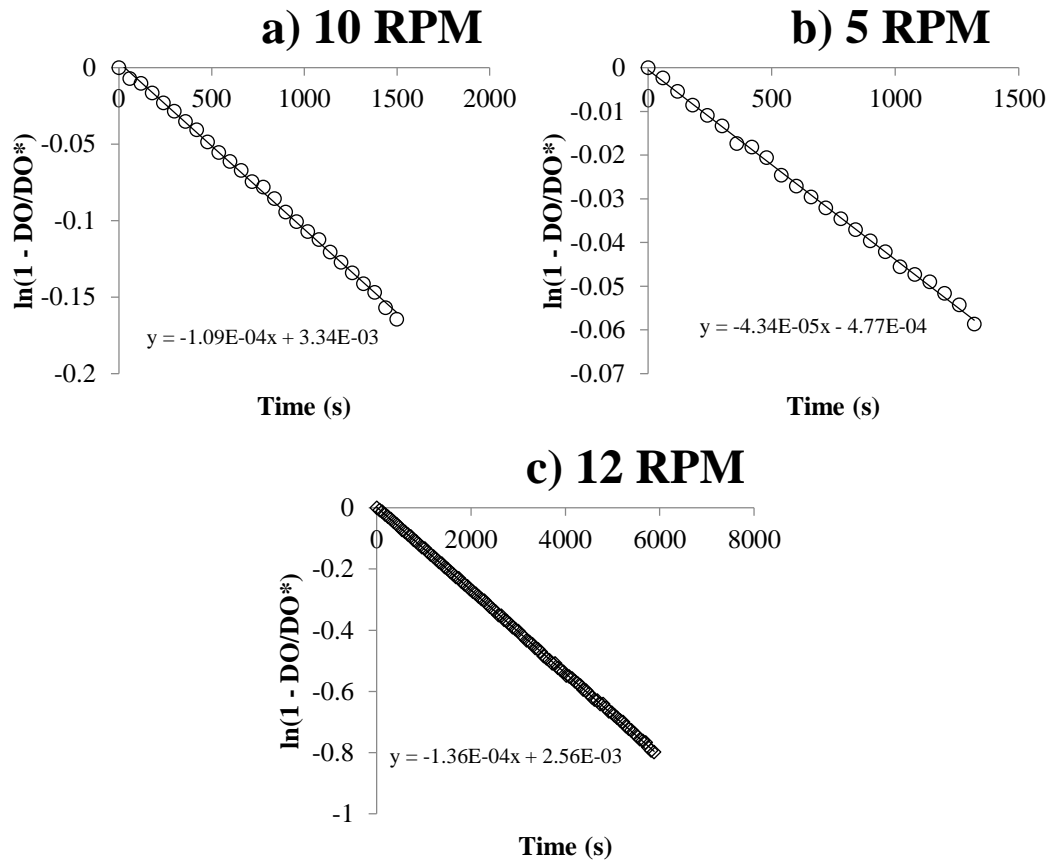 a) 10 RPM
0
0 500 1000 1500 2000
-0.05
-0.1
-0.15
-0.2
ln(1 - DO/DO*)
y = -1.09E-04x + 3.34E-03
Time (s)
b) 5 RPM
0
0 500 1000 1500
-0.01
-0.02
-0.03
-0.04
-0.05
-0.06
-0.07
ln(1 - DO/DO*)
y = -4.34E-05x - 4.77E-04
Time (s)
c) 12 RPM
0
0 2000 4000 6000 8000
-0.2
-0.4
-0.6
-0.8
-1
ln(1 - DO/DO*)
y = -1.36E-04x + 2.56E-03
Time (s)